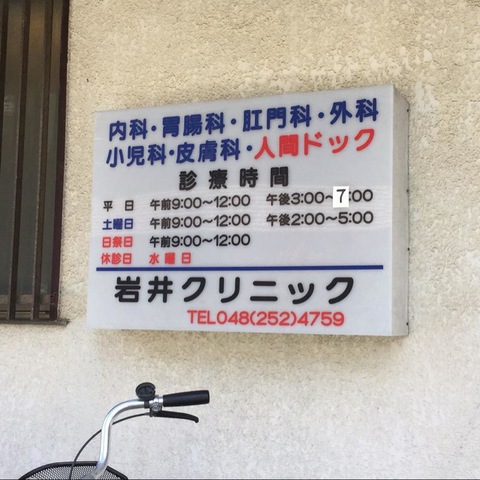 内科・胃腸科・肛門科・外科
小児科・皮膚科・人間ドック
診療時間
平日 午前9:00〜12:00 午後3:00〜7:00
土曜日 午前9:00〜12:00 午後2:00〜5:00
日祭日 午前9:00〜12:00
休診日 水曜日
岩井クリニック
TEL048(252)4759